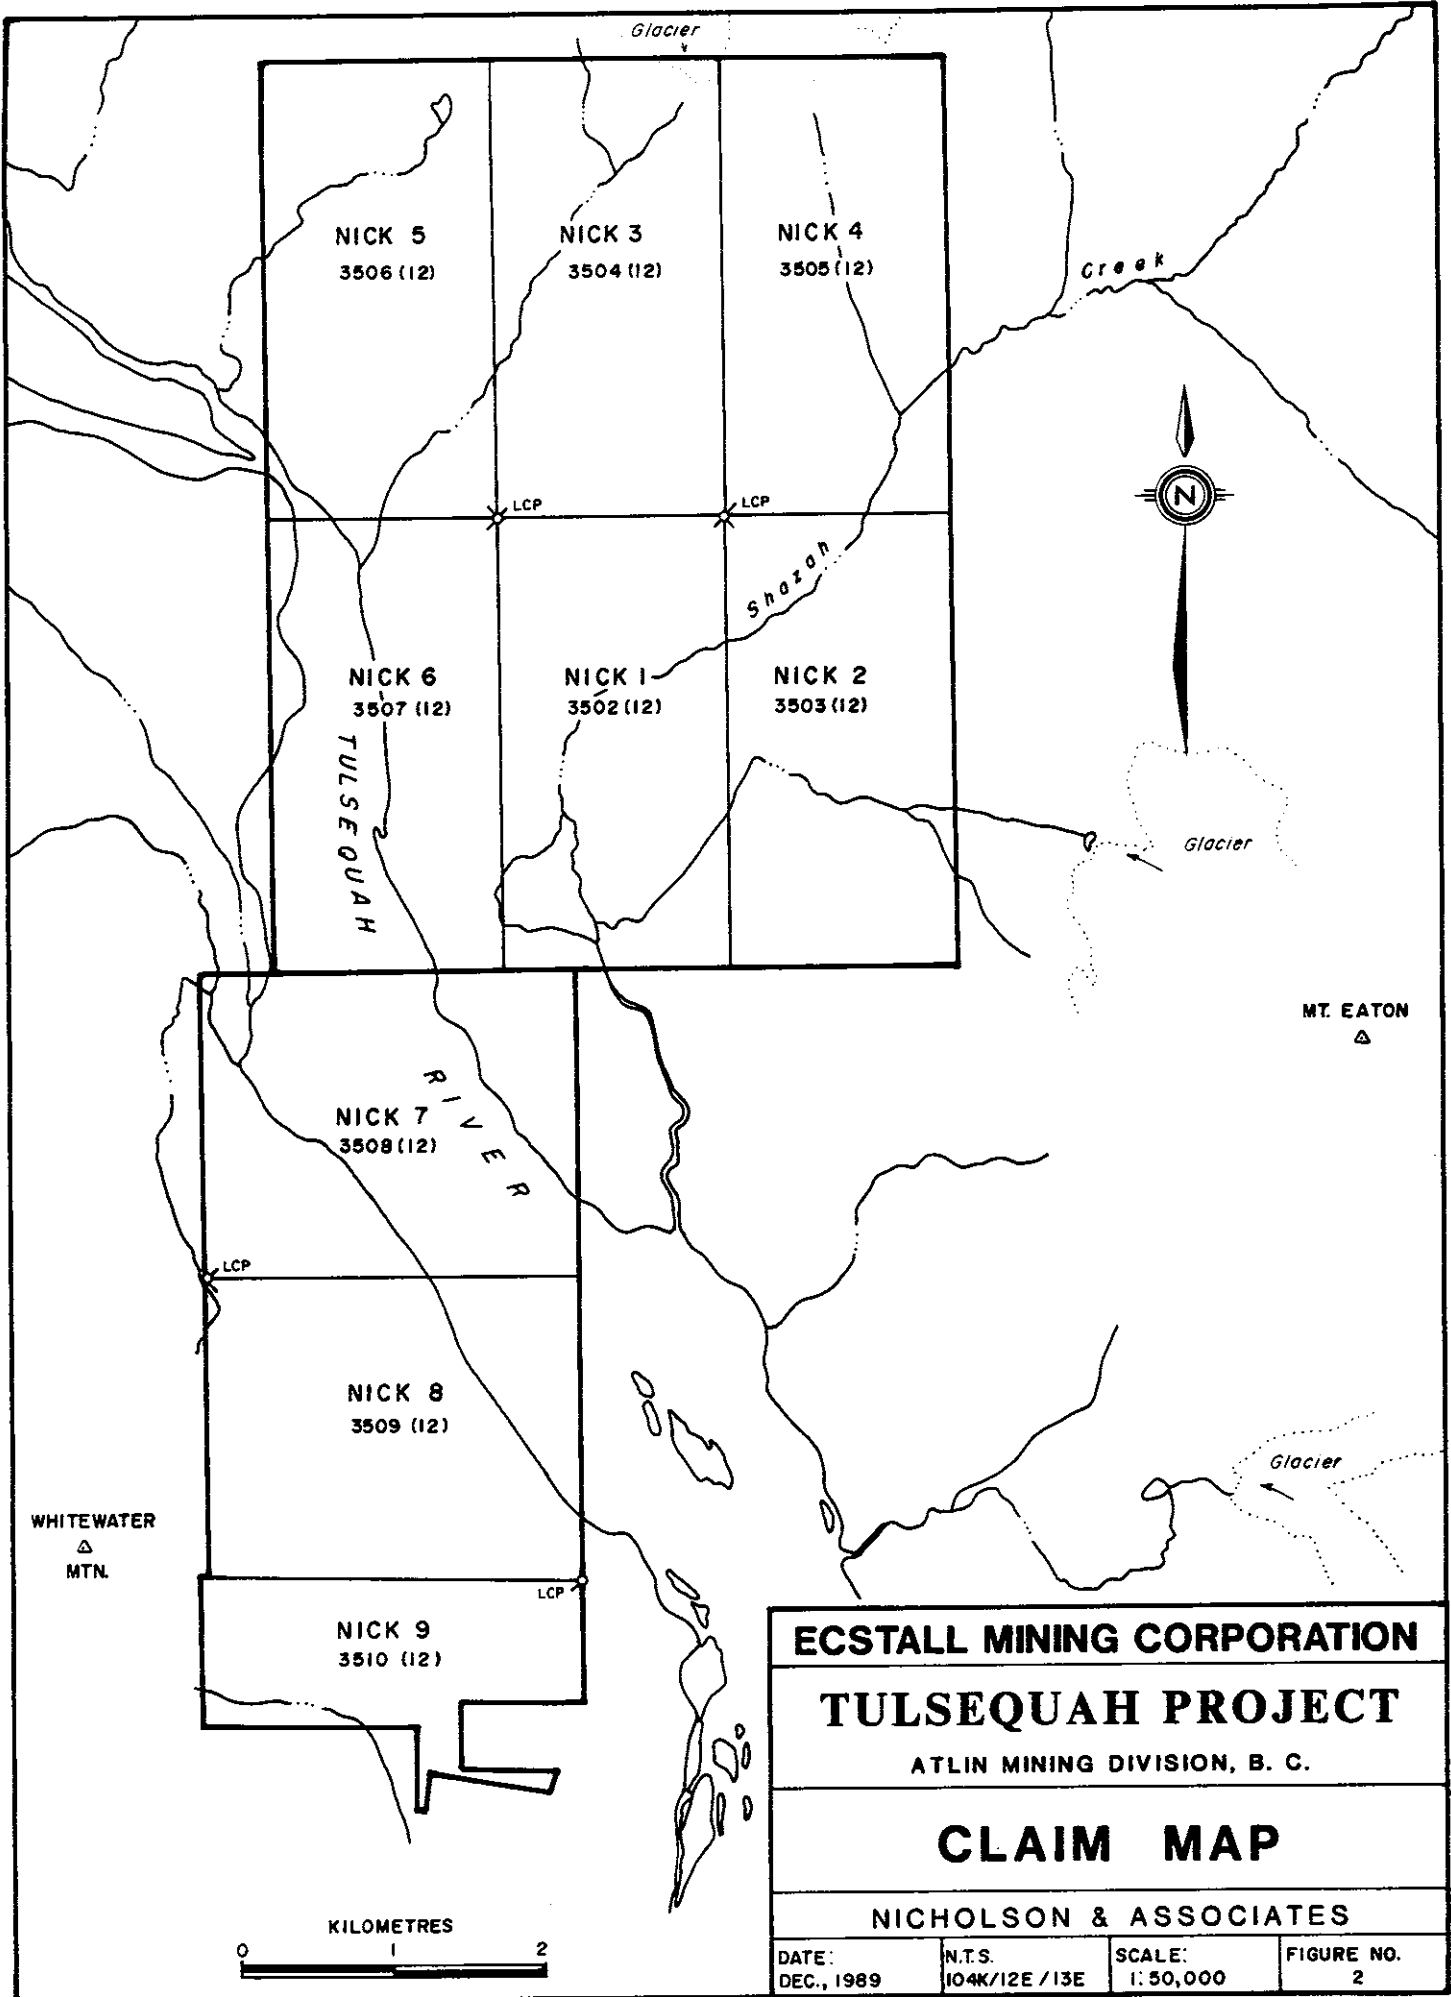 Glacier
NICK 5
3506 (12)
NICK 3
3504 (12)
NICK 4
3505 (12)
Creek
LCP
LCP
N
Shazah
NICK 6
3507 (12)
NICK 1
3502 (12)
NICK 2
3503 (12)
TULSEQUAH
Glacier
MT. EATON
RIVER
NICK 7
3508 (12)
LCP
NICK 8
3509 (12)
Glacier
WHITEWATER
MTN.
LCP
NICK 9
3510 (12)
KILOMETRES
0 1 2
ECSTALL MINING CORPORATION
TULSEQUAH PROJECT
ATLIN MINING DIVISION, B. C.
CLAIM MAP
NICHOLSON & ASSOCIATES
DATE:
DEC., 1989
N.T.S.
104K/12E/13E
SCALE:
1:50,000
FIGURE NO.
2